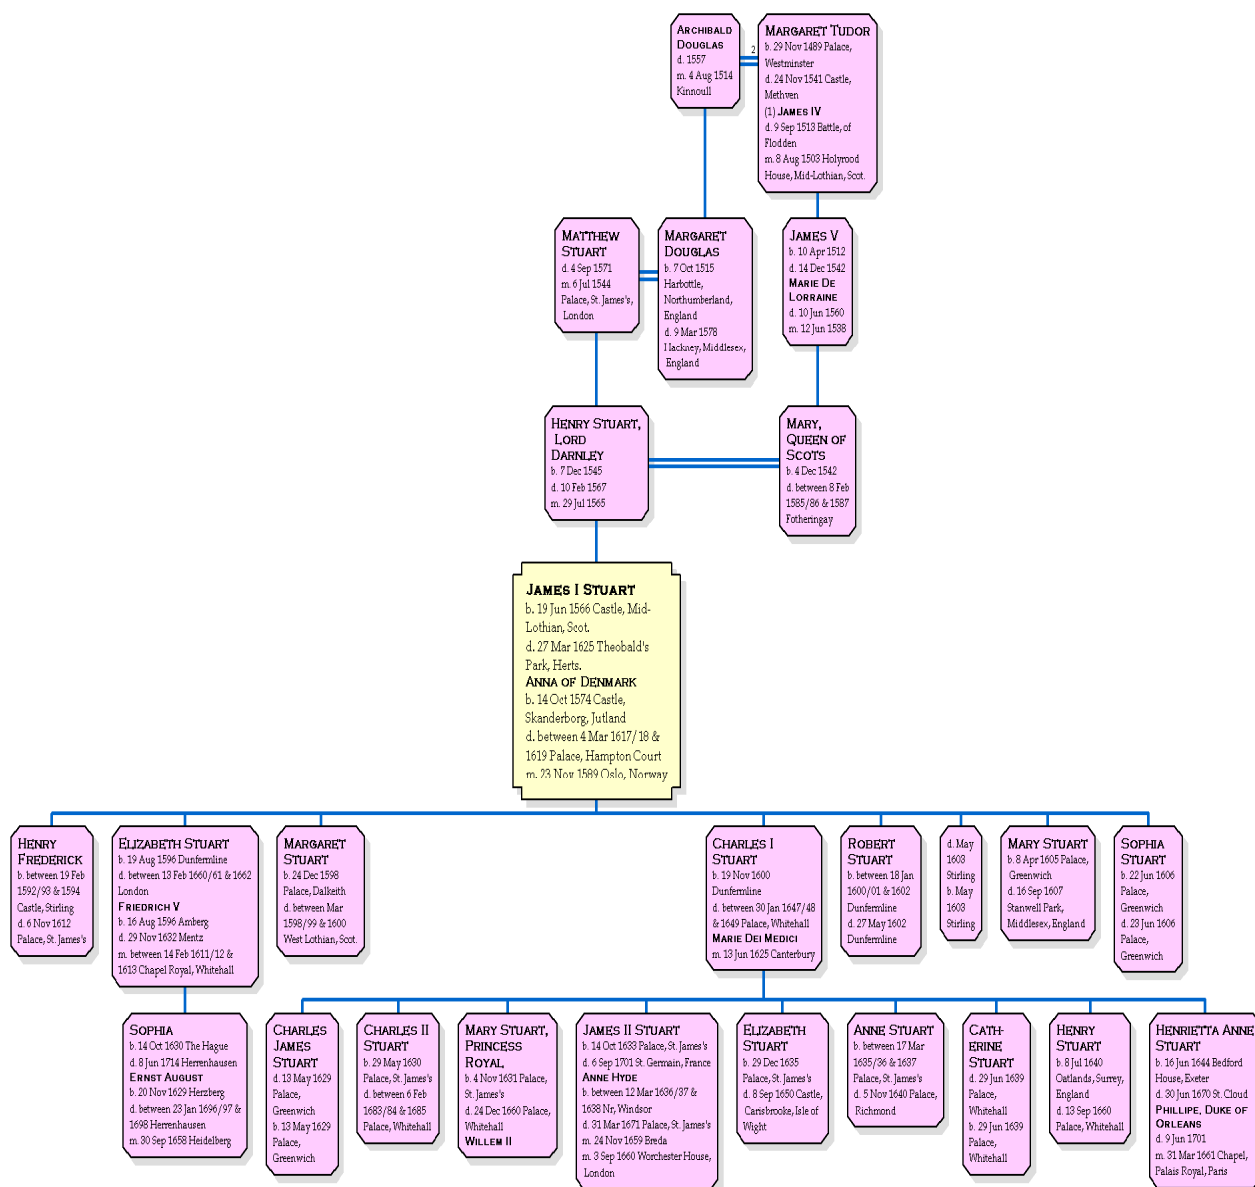 ARCHIBALD
DOUGLAS
d. 1557
m. 4 Aug 1514
Kinnoull
2
MARGARET TUDOR
b. 29 Nov 1489 Palace,
Westminster
d. 24 Nov 1541 Castle,
Methven
(1) JAMES IV
d. 9 Sep 1513 Battle, of
Flodden
m. 8 Aug 1503 Holyrood
House, Mid-Lothian, Scot.
MATTHEW
STUART
d. 4 Sep 1571
m. 6 Jul 1544
Palace, St. James's,
London
MARGARET
DOUGLAS
b. 7 Oct 1515
Harbottle,
Northumberland,
England
d. 9 Mar 1578
Hackney, Middlesex,
England
JAMES V
b. 10 Apr 1512
d. 14 Dec 1542
MARIE DE
LORRAINE
d. 10 Jun 1560
m. 12 Jun 1538
HENRY STUART,
LORD
DARNLEY
b. 7 Dec 1545
d. 10 Feb 1567
m. 29 Jul 1565
MARY,
QUEEN OF
SCOTS
b. 4 Dec 1542
d. between 8 Feb
1585/86 & 1587
Fotheringay
JAMES I STUART
b. 19 Jun 1566 Castle, Mid-
Lothian, Scot.
d. 27 Mar 1625 Theobald's
Park, Herts.
ANNA OF DENMARK
b. 14 Oct 1574 Castle,
Skanderborg, Jutland
d. between 4 Mar 1617/18 &
1619 Palace, Hampton Court
m. 23 Nov 1589 Oslo, Norway
HENRY
FREDERICK
b. between 19 Feb
1592/93 & 1594
Castle, Stirling
d. 6 Nov 1612
Palace, St. James's
ELIZABETH STUART
b. 19 Aug 1596 Dunfermline
d. between 13 Feb 1660/61 & 1662
London
FRIEDRICH V
b. 16 Aug 1596 Amberg
d. 29 Nov 1632 Mentz
m. between 14 Feb 1611/12 &
1613 Chapel Royal, Whitehall
MARGARET
STUART
b. 24 Dec 1598
Palace, Dalkeith
d. between Mar
1598/99 & 1600
West Lothian, Scot.
CHARLES I
STUART
b. 19 Nov 1600
Dunfermline
d. between 30 Jan 1647/48
& 1649 Palace, Whitehall
MARIE DEI MEDICI
m. 13 Jun 1625 Canterbury
ROBERT
STUART
b. between 18 Jan
1600/01 & 1602
Dunfermline
d. 27 May 1602
Dunfermline
d. May
1603
Stirling
b. May
1603
Stirling
MARY STUART
b. 8 Apr 1605 Palace,
Greenwich
d. 16 Sep 1607
Stanwell Park,
Middlesex, England
SOPHIA
STUART
b. 22 Jun 1606
Palace,
Greenwich
d. 23 Jun 1606
Palace,
Greenwich
SOPHIA
b. 14 Oct 1630 The Hague
d. 8 Jun 1714 Herrenhausen
ERNST AUGUST
b. 20 Nov 1629 Herzberg
d. between 23 Jan 1696/97 &
1698 Herrenhausen
m. 30 Sep 1658 Heidelberg
CHARLES
JAMES
STUART
d. 13 May 1629
Palace,
Greenwich
b. 13 May 1629
Palace,
Greenwich
CHARLES II
STUART
b. 29 May 1630
Palace, St. James's
d. between 6 Feb
1683/84 & 1685
Palace, Whitehall
MARY STUART,
PRINCESS
ROYAL
b. 4 Nov 1631 Palace,
St. James's
d. 24 Dec 1660 Palace,
Whitehall
WILLEM II
JAMES II STUART
b. 14 Oct 1633 Palace, St. James's
d. 6 Sep 1701 St. Germain, France
ANNE HYDE
b. between 12 Mar 1636/37 &
1638 Nr, Windsor
d. 31 Mar 1671 Palace, St. James's
m. 24 Nov 1659 Breda
m. 3 Sep 1660 Worchester House,
London
ELIZABETH
STUART
b. 29 Dec 1635
Palace, St. James's
d. 8 Sep 1650 Castle,
Carisbrooke, Isle of
Wight
ANNE STUART
b. between 17 Mar
1635/36 & 1637
Palace, St. James's
d. 5 Nov 1640 Palace,
Richmond
CATH-
ERINE
STUART
d. 29 Jun 1639
Palace,
Whitehall
b. 29 Jun 1639
Palace,
Whitehall
HENRY
STUART
b. 8 Jul 1640
Oatlands, Surrey,
England
d. 13 Sep 1660
Palace, Whitehall
HENRIETTA ANNE
STUART
b. 16 Jun 1644 Bedford
House, Exeter
d. 30 Jun 1670 St. Cloud
PHILLIPE, DUKE OF
ORLEANS
d. 9 Jun 1701
m. 31 Mar 1661 Chapel,
Palais Royal, Paris